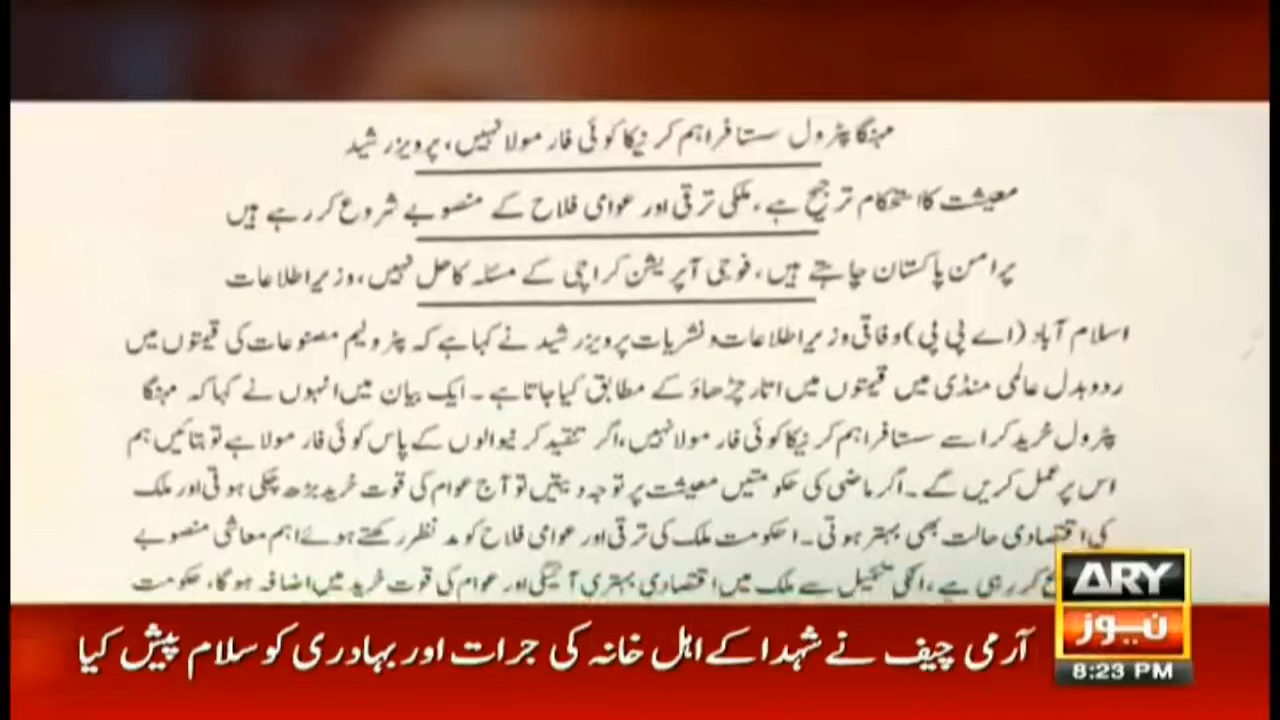 مہنگا پٹرول سستا فراہم کرنیکا کوئی فارمولا نہیں، پرویز رشید
معیشت کا استحکام ترجیح ہے، ملکی ترقی اور عوامی فلاح کے منصوبے شروع کر رہے ہیں
پرامن پاکستان چاہتے ہیں، فوجی آپریشن کراچی کے مسئلہ کا حل نہیں، وزیر اطلاعات
اسلام آباد (اے پی پی) وفاقی وزیر اطلاعات و نشریات پرویز رشید نے کہا ہے کہ پٹرولیم مصنوعات کی قیمتوں میں
ردوبدل عالمی منڈی میں قیمتوں میں اتار چڑھاؤ کے مطابق کیا جاتا ہے۔ ایک بیان میں انہوں نے کہا کہ مہنگا
پٹرول خرید کر اسے سستا فراہم کرنیکا کوئی فارمولا نہیں، اگر تنقید کرنیوالوں کے پاس کوئی فارمولا ہے تو بتائیں ہم
اس پر عمل کریں گے۔ اگر ماضی کی حکومتیں معیشت پر توجہ دیتیں تو آج عوام کی قوت خرید بڑھ چکی ہوتی اور ملک
کی اقتصادی حالت بھی بہتر ہوتی۔ حکومت ملک کی ترقی اور عوامی فلاح کو مدنظر رکھتے ہوئے اہم معاشی منصوبے
کر رہی ہے، انکی تکمیل سے ملک میں اقتصادی بہتری آئیگی اور عوام کی قوت خرید میں اضافہ ہوگا، حکومت
ARY
نیوز
8:23 PM
آرمی چیف نے شہدا کے اہل خانہ کی جرات اور بہادری کو سلام پیش کیا